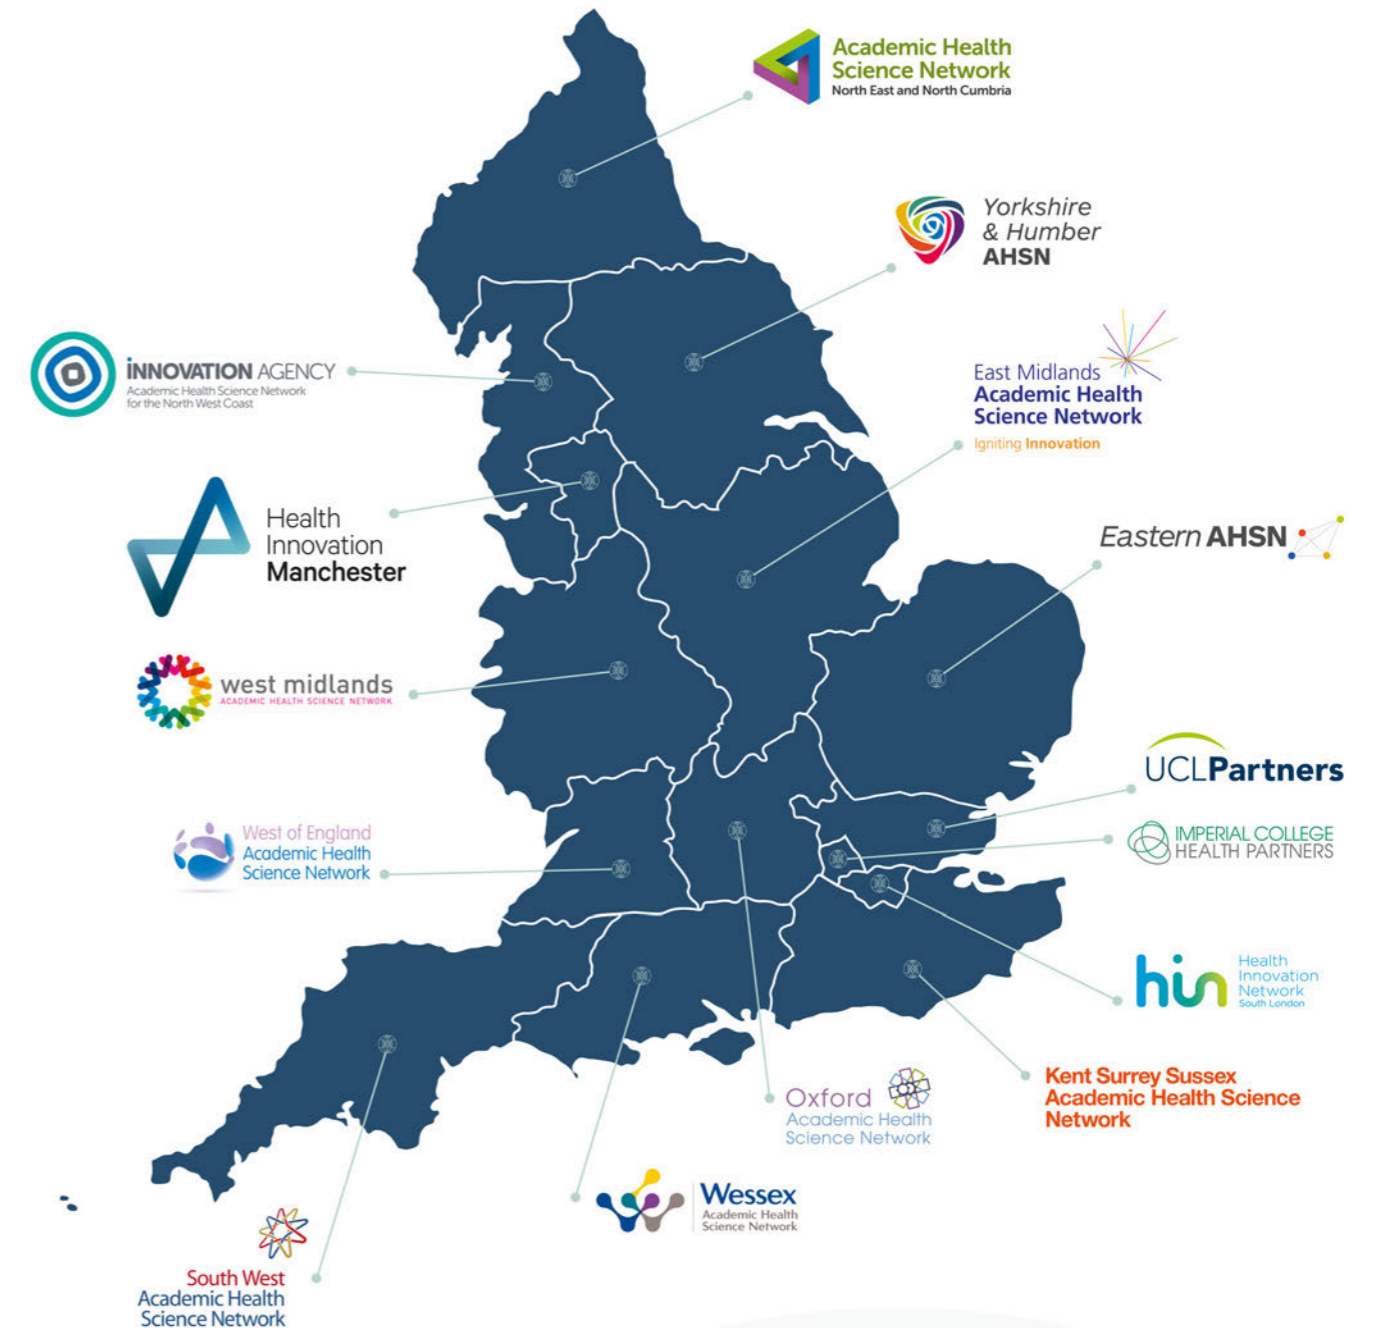 Academic Health
Science Network
North East and North Cumbria
Yorkshire
& Humber
AHSN
iNNOVATION AGENCY
Academic Health Science Network
for the North West Coast
East Midlands
Academic Health
Science Network
Igniting Innovation
Health
Innovation
Manchester
Eastern AHSN
west midlands
ACADEMIC HEALTH SCIENCE NETWORK
UCLPartners
West of England
Academic Health
Science Network
IMPERIAL COLLEGE
HEALTH PARTNERS
hin
Health
Innovation
Network
South London
Oxford
Academic Health
Science Network
Kent Surrey Sussex
Academic Health Science
Network
Wessex
Academic Health
Science Network
South West
Academic Health
Science Network